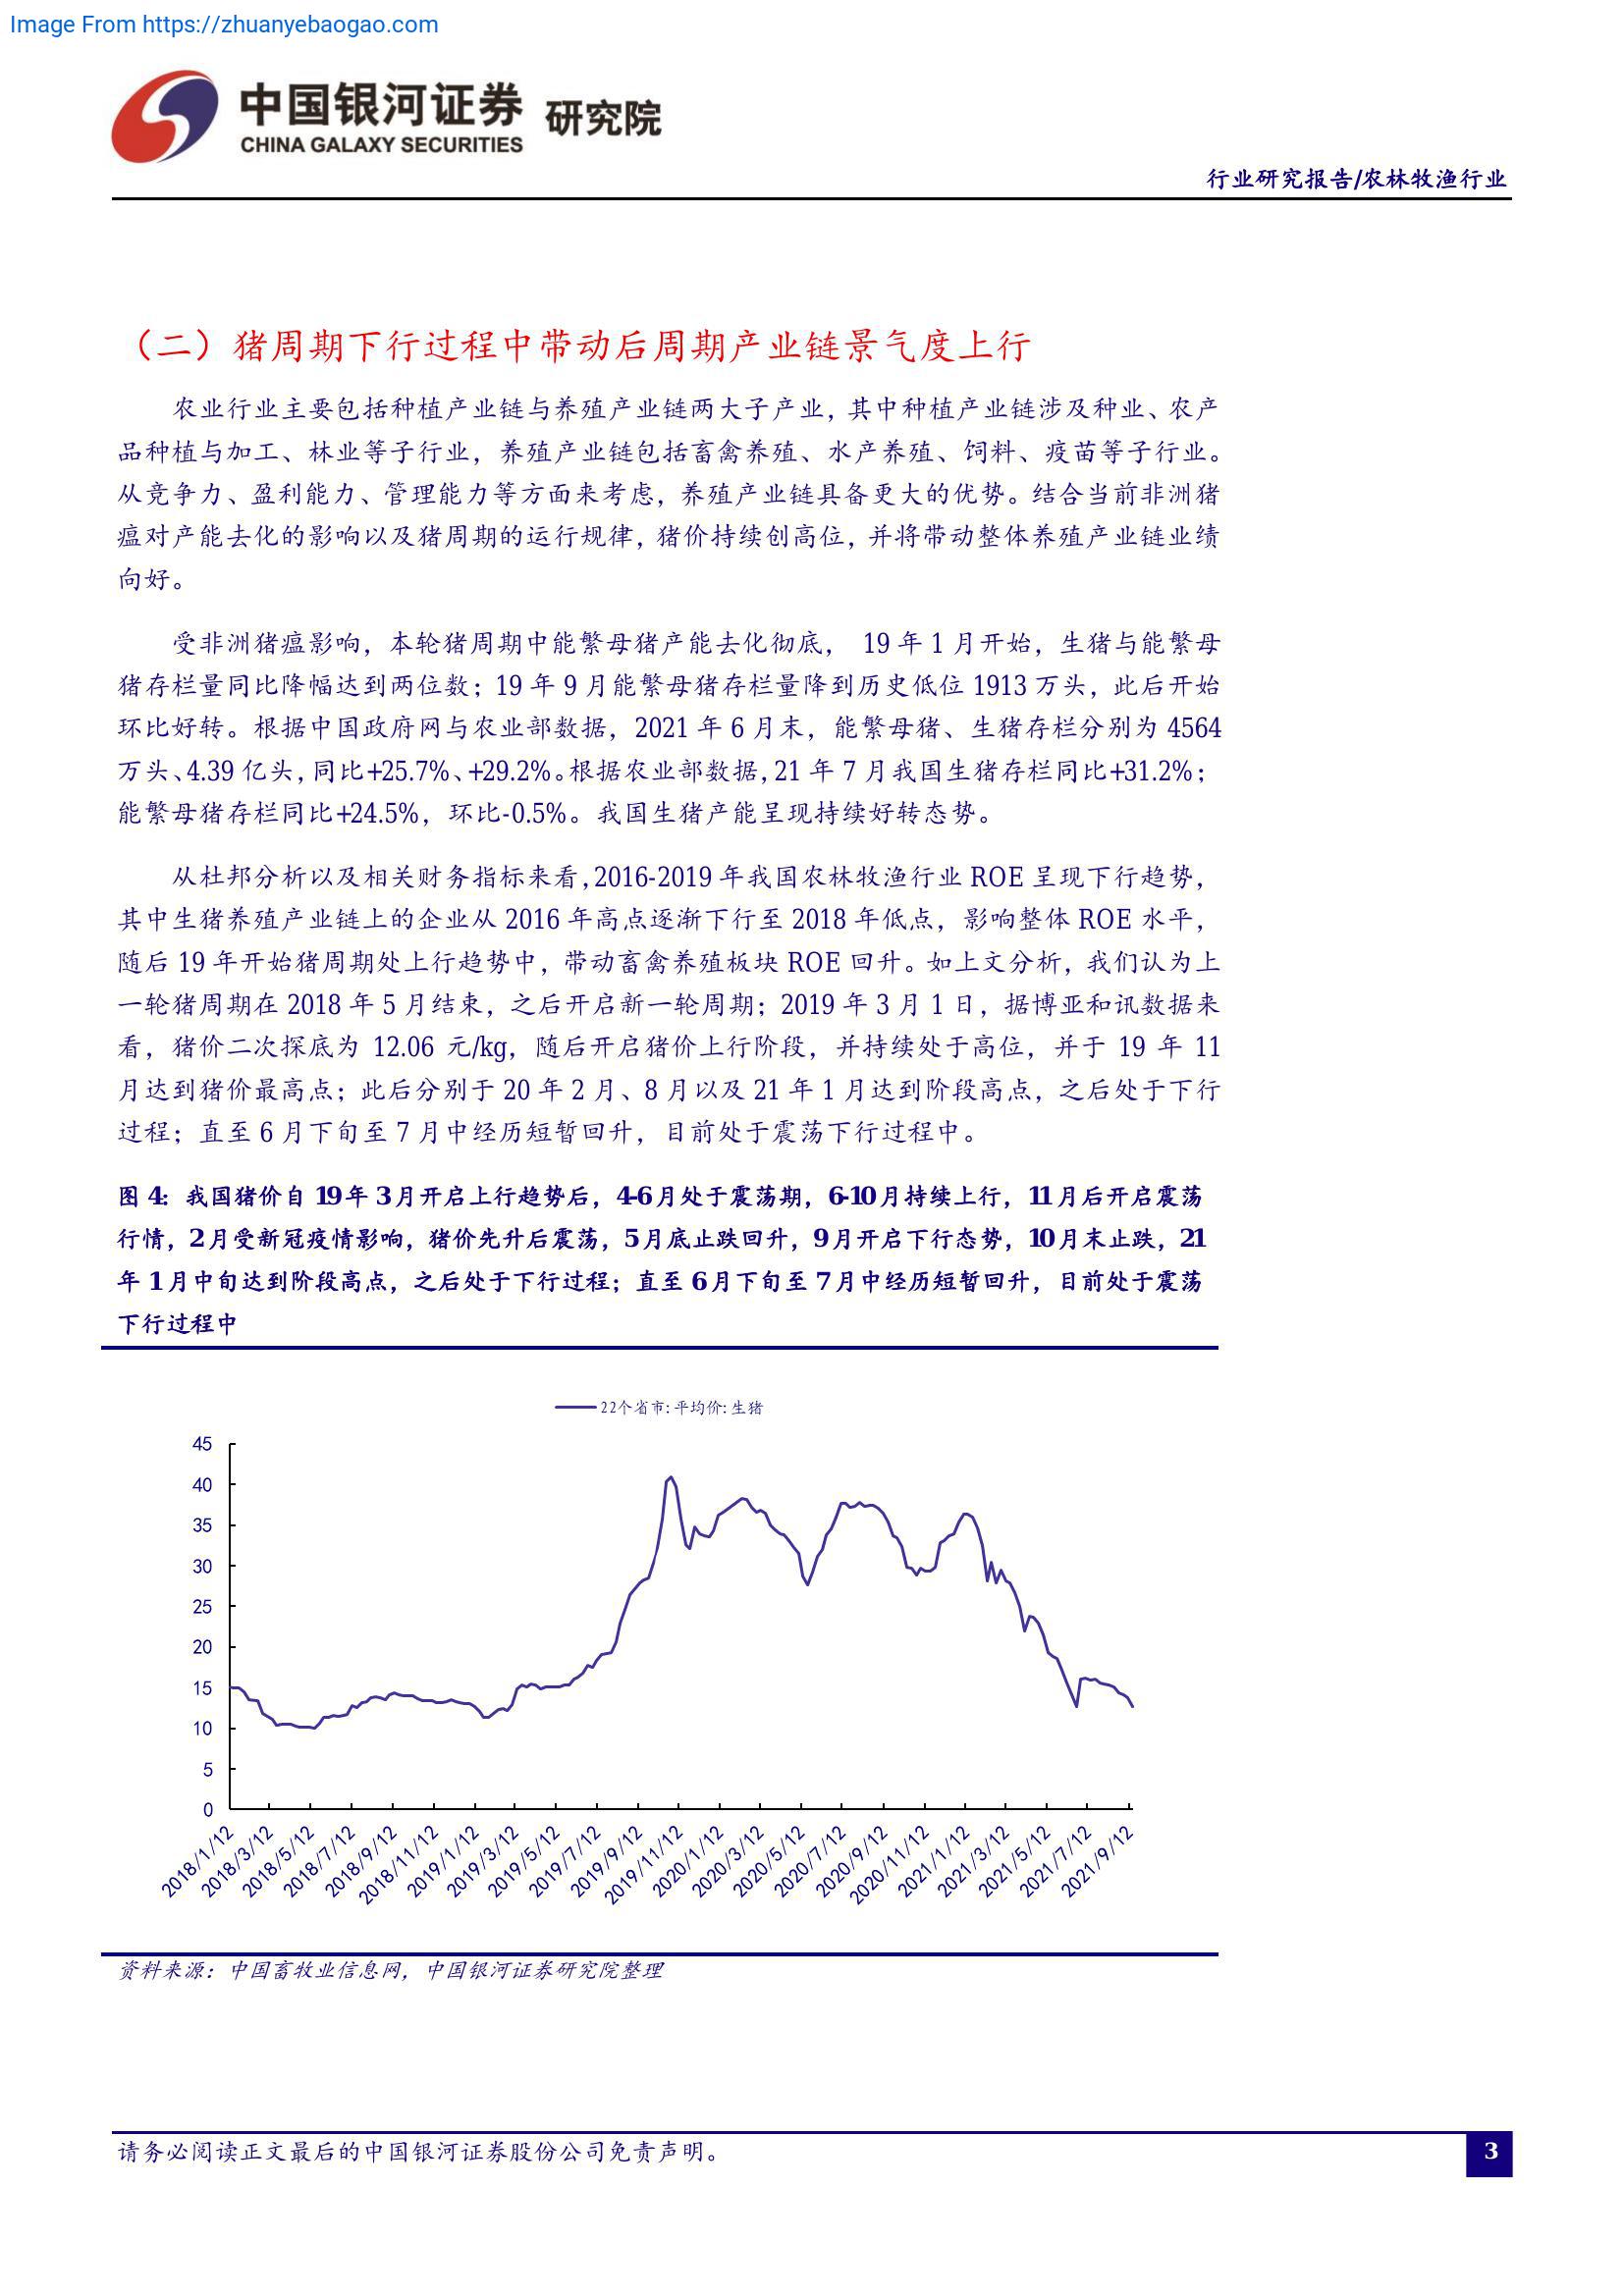 Image From https://zhuanyebaogao.com
中国银河证券 研究院
CHINA GALAXY SECURITIES
行业研究报告/农林牧渔行业
（二）猪周期下行过程中带动后周期产业链景气度上行
农业行业主要包括种植产业链与养殖产业链两大子产业，其中种植产业链涉及种业、农产
品种植与加工、林业等子行业，养殖产业链包括畜禽养殖、水产养殖、饲料、疫苗等子行业。
从竞争力、盈利能力、管理能力等方面来考虑，养殖产业链具备更大的优势。结合当前非洲猪
瘟对产能去化的影响以及猪周期的运行规律，猪价持续创高位，并将带动整体养殖产业链业绩
向好。
受非洲猪瘟影响，本轮猪周期中能繁母猪产能去化彻底， 19 年 1 月开始，生猪与能繁母
猪存栏量同比降幅达到两位数；19 年 9 月能繁母猪存栏量降到历史低位 1913 万头，此后开始
环比好转。根据中国政府网与农业部数据，2021 年 6 月末，能繁母猪、生猪存栏分别为 4564
万头、4.39 亿头，同比+25.7%、+29.2%。根据农业部数据，21 年 7 月我国生猪存栏同比+31.2%；
能繁母猪存栏同比+24.5%，环比-0.5%。我国生猪产能呈现持续好转态势。
从杜邦分析以及相关财务指标来看，2016-2019 年我国农林牧渔行业 ROE 呈现下行趋势，
其中生猪养殖产业链上的企业从 2016 年高点逐渐下行至 2018 年低点，影响整体 ROE 水平，
随后 19 年开始猪周期处上行趋势中，带动畜禽养殖板块 ROE 回升。如上文分析，我们认为上
一轮猪周期在 2018 年 5 月结束，之后开启新一轮周期；2019 年 3 月 1 日，据博亚和讯数据来
看，猪价二次探底为 12.06 元/kg，随后开启猪价上行阶段，并持续处于高位，并于 19 年 11
月达到猪价最高点；此后分别于 20 年 2 月、8 月以及 21 年 1 月达到阶段高点，之后处于下行
过程；直至 6 月下旬至 7 月中经历短暂回升，目前处于震荡下行过程中。
图 4：我国猪价自 19 年 3 月开启上行趋势后，4-6 月处于震荡期，6-10 月持续上行，11 月后开启震荡
行情，2 月受新冠疫情影响，猪价先升后震荡，5 月底止跌回升，9 月开启下行态势，10 月末止跌，21
年 1 月中旬达到阶段高点，之后处于下行过程；直至 6 月下旬至 7 月中经历短暂回升，目前处于震荡
下行过程中
22个省市:平均价:生猪
45
40
35
30
25
20
15
10
5
0
2018/1/12
2018/3/12
2018/5/12
2018/7/12
2018/9/12
2018/11/12
2019/1/12
2019/3/12
2019/5/12
2019/7/12
2019/9/12
2019/11/12
2020/1/12
2020/3/12
2020/5/12
2020/7/12
2020/9/12
2020/11/12
2021/1/12
2021/3/12
2021/5/12
2021/7/12
2021/9/12
资料来源：中国畜牧业信息网，中国银河证券研究院整理
请务必阅读正文最后的中国银河证券股份公司免责声明。
3